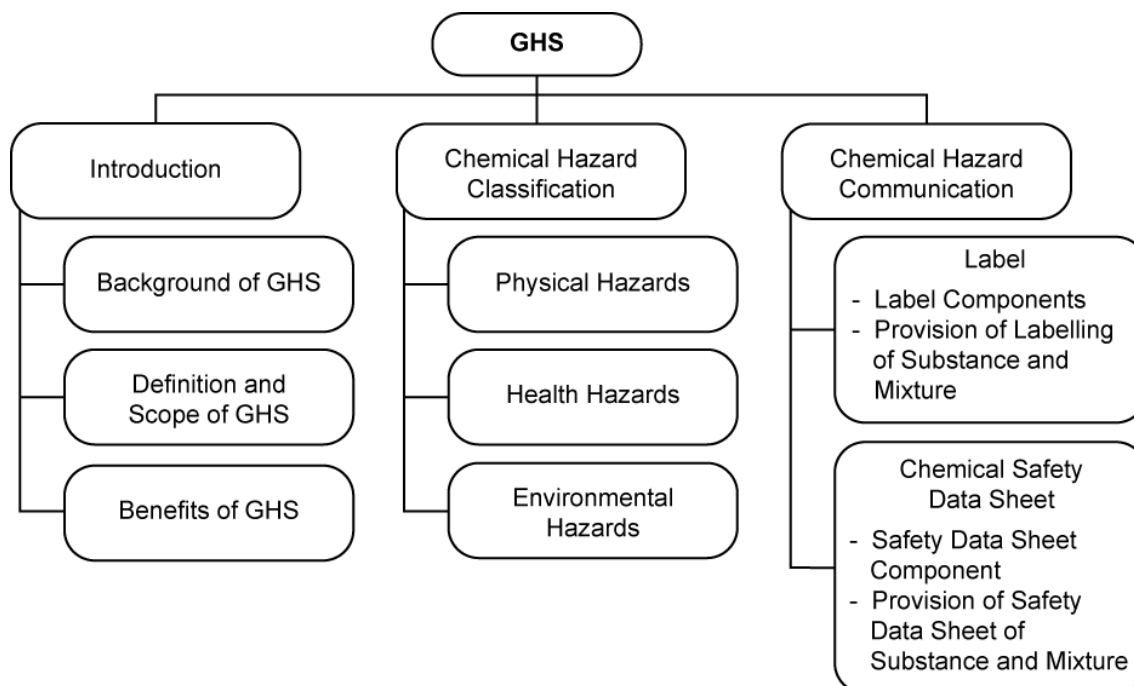 GHS
Introduction
Background of GHS
Definition and
Scope of GHS
Benefits of GHS
Chemical Hazard
Classification
Physical Hazards
Health Hazards
Environmental
Hazards
Chemical Hazard
Communication
Label
- Label Components
- Provision of Labelling
of Substance and
Mixture
Chemical Safety
Data Sheet
- Safety Data Sheet
Component
- Provision of Safety
Data Sheet of
Substance and Mixture